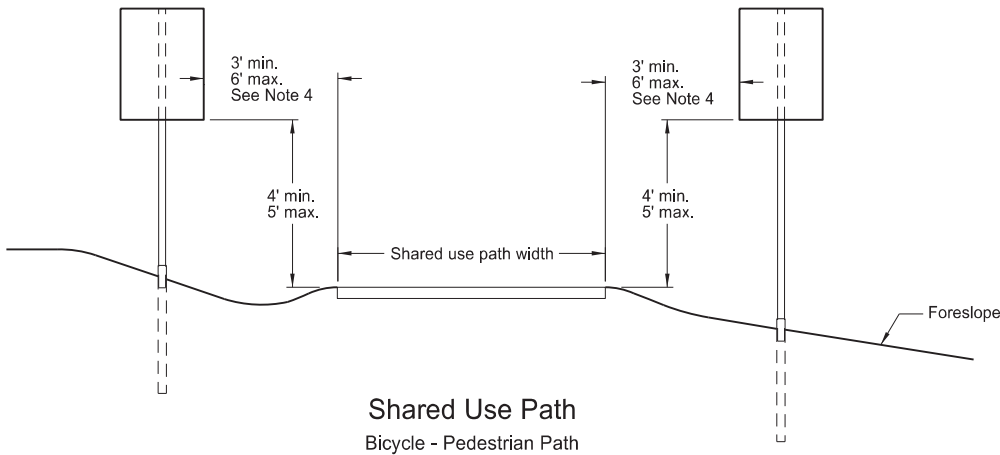 3' min.
6' max.
See Note 4
3' min.
6' max.
See Note 4
4' min.
5' max.
4' min.
5' max.
Shared use path width
Foreslope
Shared Use Path
Bicycle - Pedestrian Path